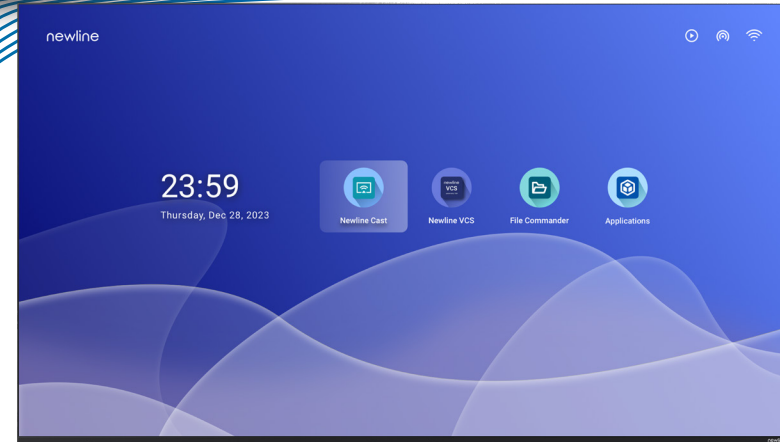 newline
23:59
Thursday, Dec 28, 2023
newline
VCS
Newline Cast
Newline VCS
File Commander
Applications